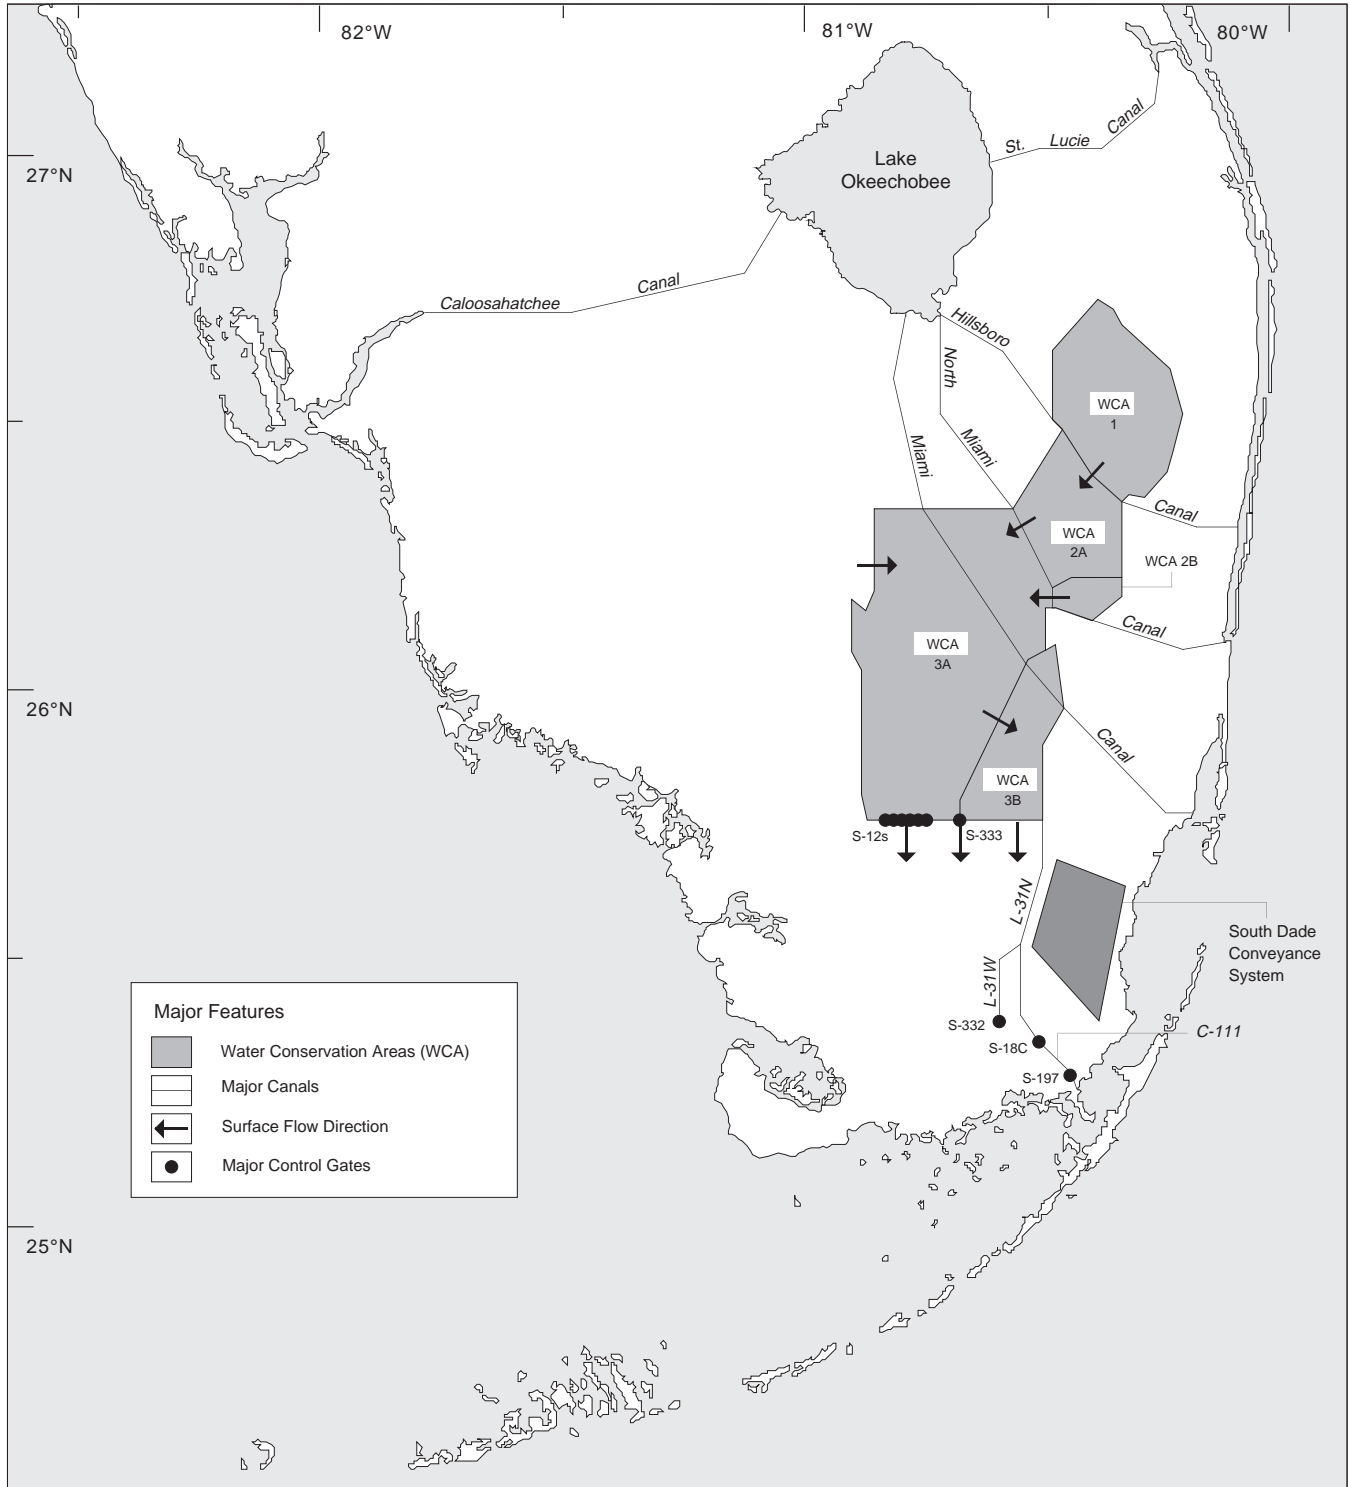 82°W
81°W
80°W
27°N
26°N
25°N
Lake
Okeechobee
St. Lucie Canal
Caloosahatchee Canal
Hillsboro
North
Miami
Miami
WCA
1
Canal
WCA
2A
WCA 2B
Canal
WCA
3A
Canal
WCA
3B
S-12s
S-333
L-31N
L-31W
South Dade
Conveyance
System
S-332
C-111
S-18C
S-197
Major Features
Water Conservation Areas (WCA)
Major Canals
Surface Flow Direction
Major Control Gates